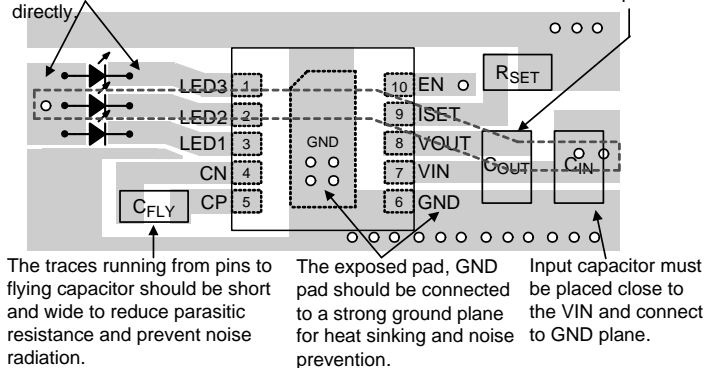 directly.
LED3 1
10 EN
RSET
LED2 2
9 ISET
LED1 3
GND
8 VOUT
COUT
CIN
CN 4
7 VIN
CFLY
CP 5
6 GND
The traces running from pins to
flying capacitor should be short
and wide to reduce parasitic
resistance and prevent noise
radiation.
The exposed pad, GND
pad should be connected
to a strong ground plane
for heat sinking and noise
prevention.
Input capacitor must
be placed close to
the VIN and connect
to GND plane.